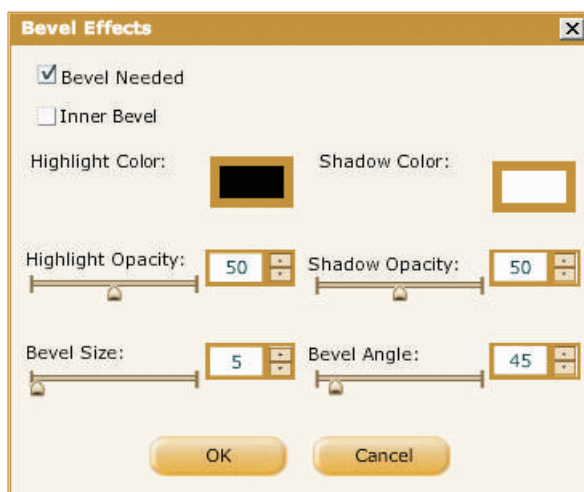 Bevel Effects
Bevel Needed
Inner Bevel
Highlight Color: Shadow Color:
Highlight Opacity: 50 Shadow Opacity: 50
Bevel Size: 5 Bevel Angle: 45
OK Cancel